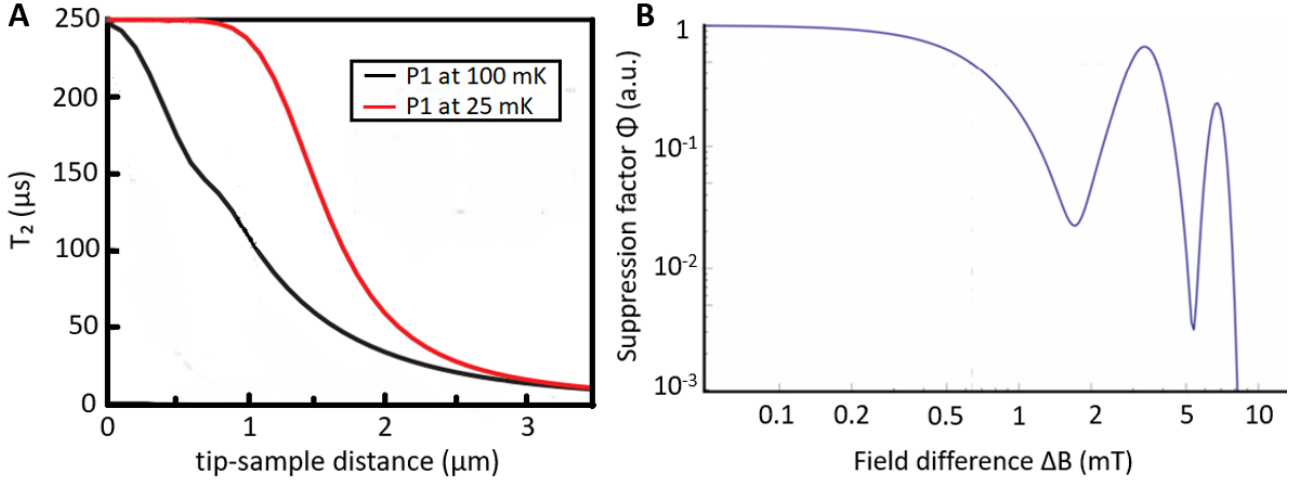 A
250
200
150
100
50
0
T₂ (μs)
P1 at 100 mK
P1 at 25 mK
0 1 2 3
tip-sample distance (μm)
B
1
10⁻¹
10⁻²
10⁻³
Suppression factor Φ (a.u.)
0.1 0.2 0.5 1 2 5 10
Field difference ΔB (mT)